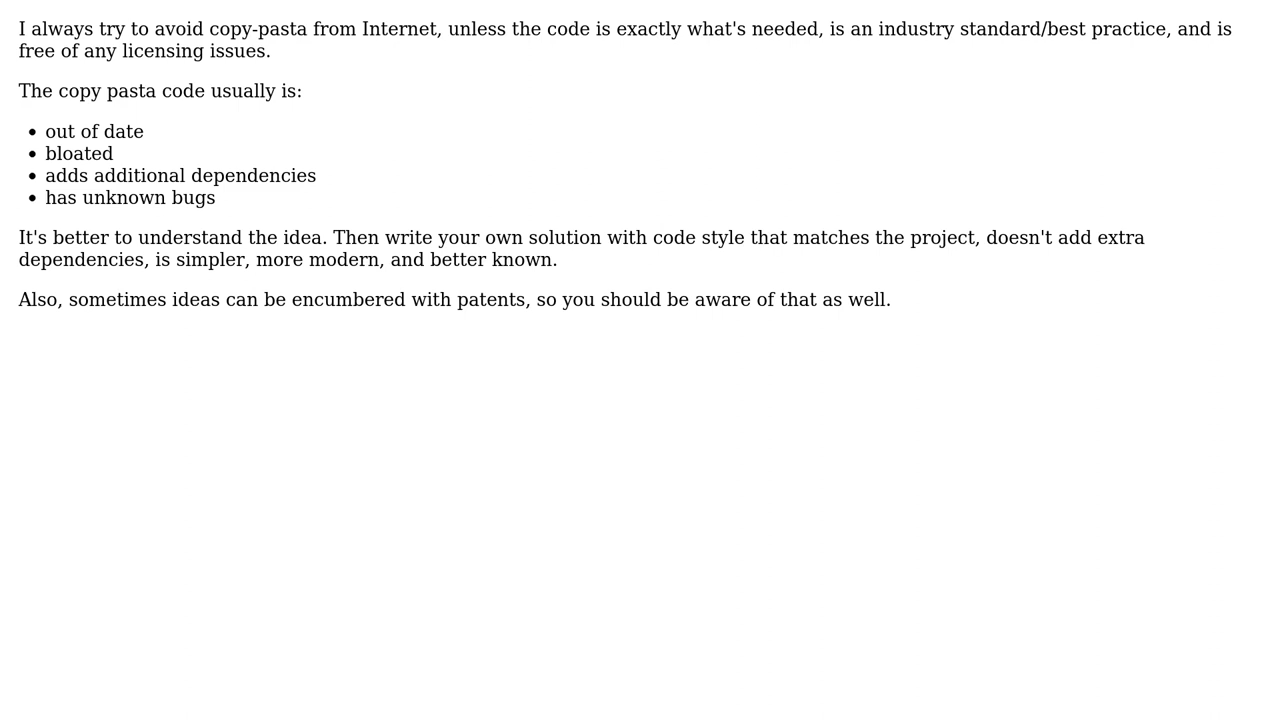 I always try to avoid copy-pasta from Internet, unless the code is exactly what's needed, is an industry standard/best practice, and is
free of any licensing issues.
The copy pasta code usually is:
• out of date
• bloated
• adds additional dependencies
• has unknown bugs
It's better to understand the idea. Then write your own solution with code style that matches the project, doesn't add extra
dependencies, is simpler, more modern, and better known.
Also, sometimes ideas can be encumbered with patents, so you should be aware of that as well.